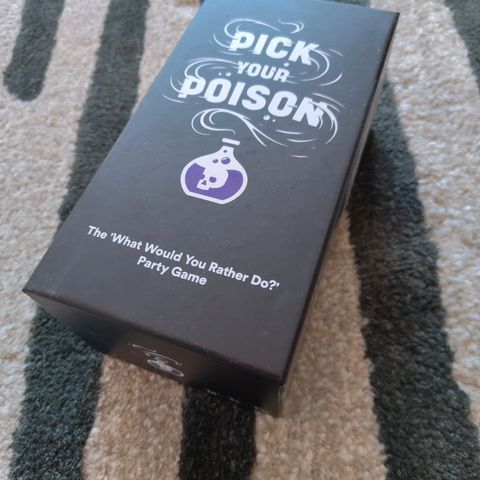 PICK
YOUR
POISON
The 'What Would You Rather Do?'
Party Game